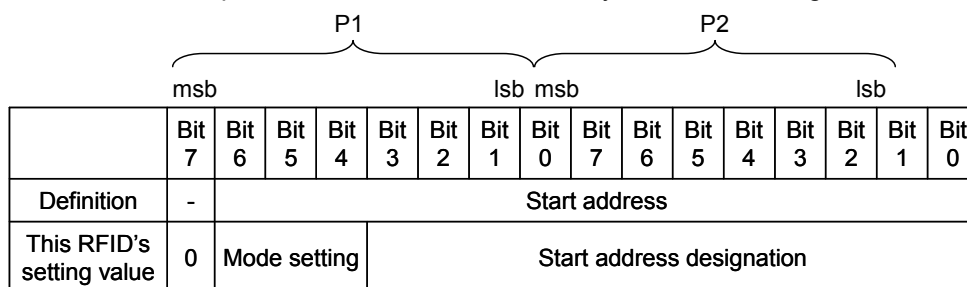 P1 P2
msb lsb msb lsb
Bit 7 Bit 6 Bit 5 Bit 4 Bit 3 Bit 2 Bit 1 Bit 0 Bit 7 Bit 6 Bit 5 Bit 4 Bit 3 Bit 2 Bit 1 Bit 0
Definition - Start address
This RFID's
setting value 0 Mode setting Start address designation